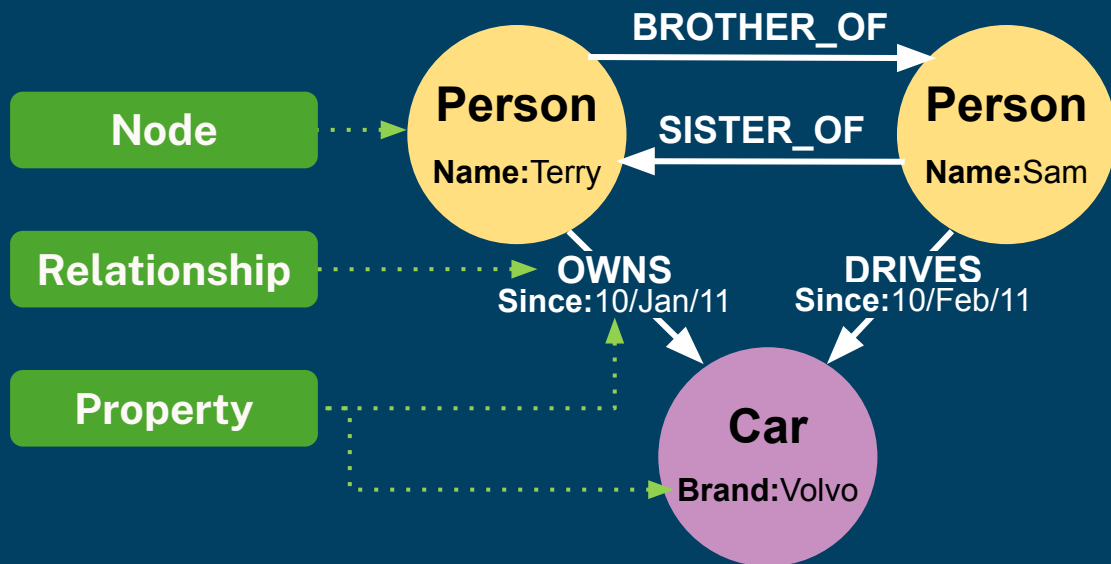 BROTHER_OF
Person
Person
Node
SISTER_OF
Name:Terry
Name:Sam
Relationship
OWNS
Since:10/Jan/11
DRIVES
Since:10/Feb/11
Property
Car
Brand:Volvo